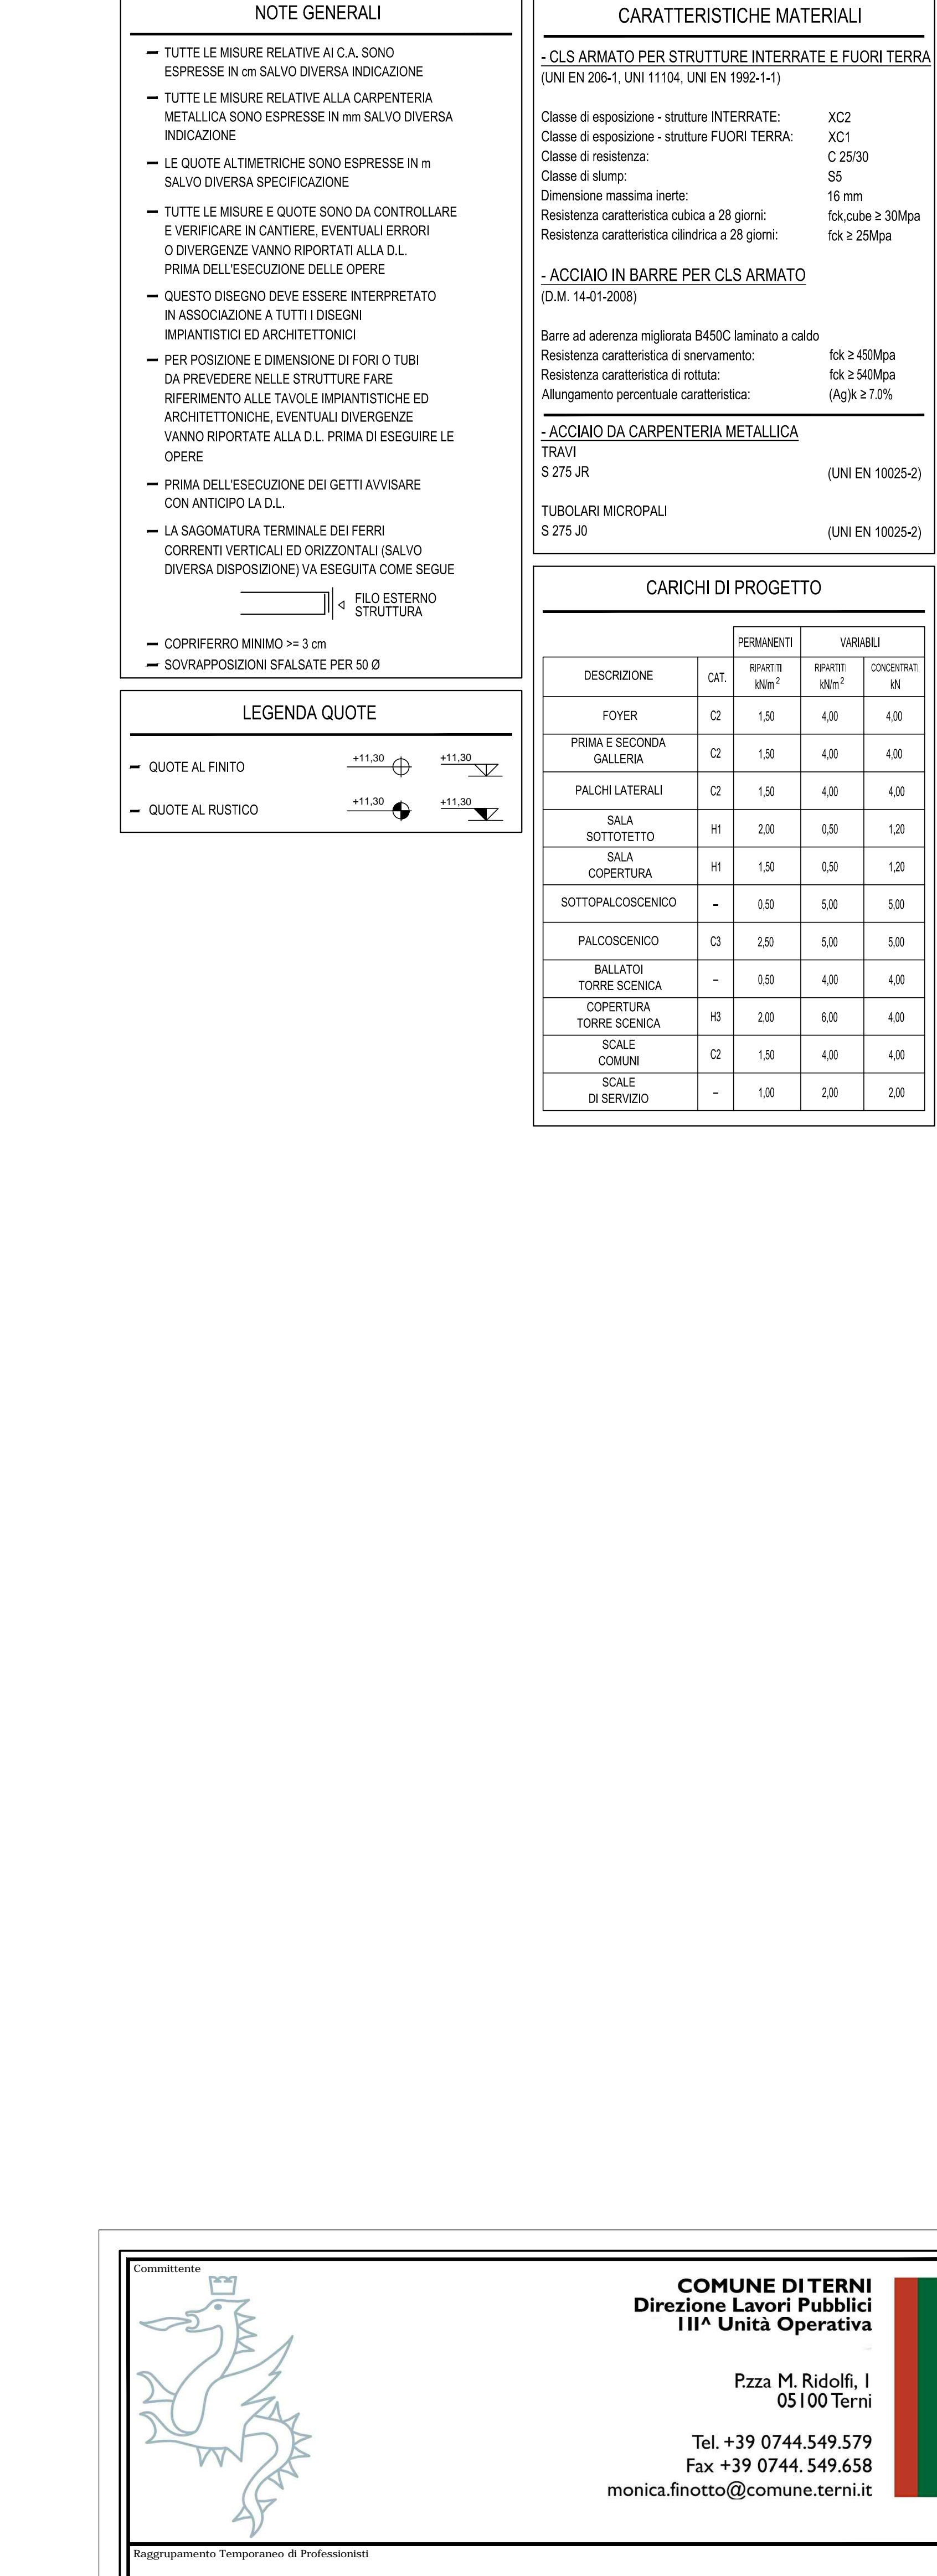 NOTE GENERALI
TUTTE LE MISURE RELATIVE AI C.A. SONO
ESPRESSE IN cm SALVO DIVERSA INDICAZIONE
TUTTE LE MISURE RELATIVE ALLA CARPENTERIA
METALLICA SONO ESPRESSE IN mm SALVO DIVERSA
INDICAZIONE
LE QUOTE ALTIMETRICHE SONO ESPRESSE IN m
SALVO DIVERSA SPECIFICAZIONE
TUTTE LE MISURE E QUOTE SONO DA CONTROLLARE
E VERIFICARE IN CANTIERE, EVENTUALI ERRORI
O DIVERGENZE VANNO RIPORTATI ALLA D.L.
PRIMA DELL'ESECUZIONE DELLE OPERE
QUESTO DISEGNO DEVE ESSERE INTERPRETATO
IN ASSOCIAZIONE A TUTTI I DISEGNI
IMPIANTISTICI ED ARCHITETTONICI
PER POSIZIONE E DIMENSIONE DI FORI O TUBI
DA PREVEDERE NELLE STRUTTURE FARE
RIFERIMENTO ALLE TAVOLE IMPIANTISTICHE ED
ARCHITETTONICHE, EVENTUALI DIVERGENZE
VANNO RIPORTATE ALLA D.L. PRIMA DI ESEGUIRE LE
OPERE
PRIMA DELL'ESECUZIONE DEI GETTI AVVISARE
CON ANTICIPO LA D.L.
LA SAGOMATURA TERMINALE DEI FERRI
CORRENTI VERTICALI ED ORIZZONTALI (SALVO
DIVERSA DISPOSIZIONE) VA ESEGUITA COME SEGUE
FILO ESTERNO
STRUTTURA
COPRIFERRO MINIMO >= 3 cm
SOVRAPPOSIZIONI SFALSATE PER 50 Ø
LEGENDA QUOTE
QUOTE AL FINITO +11,30 +11,30
QUOTE AL RUSTICO +11,30 +11,30
CARATTERISTICHE MATERIALI
- CLS ARMATO PER STRUTTURE INTERRATE E FUORI TERRA
(UNI EN 206-1, UNI 11104, UNI EN 1992-1-1)
Classe di esposizione - strutture INTERRATE: XC2
Classe di esposizione - strutture FUORI TERRA: XC1
Classe di resistenza: C 25/30
Classe di slump: S5
Dimensione massima inerte: 16 mm
Resistenza caratteristica cubica a 28 giorni: fck,cube ≥ 30Mpa
Resistenza caratteristica cilindrica a 28 giorni: fck ≥ 25Mpa
- ACCIAIO IN BARRE PER CLS ARMATO
(D.M. 14-01-2008)
Barre ad aderenza migliorata B450C laminato a caldo
Resistenza caratteristica di snervamento: fck ≥ 450Mpa
Resistenza caratteristica di rottuta: fck ≥ 540Mpa
Allungamento percentuale caratteristica: (Ag)k ≥ 7.0%
- ACCIAIO DA CARPENTERIA METALLICA
TRAVI
S 275 JR (UNI EN 10025-2)
TUBOLARI MICROPALI
S 275 J0 (UNI EN 10025-2)
CARICHI DI PROGETTO
PERMANENTI VARIABILI
DESCRIZIONE CAT. RIPARTITI kN/m² RIPARTITI kN/m² CONCENTRATI kN
FOYER C2 1,50 4,00 4,00
PRIMA E SECONDA
GALLERIA C2 1,50 4,00 4,00
PALCHI LATERALI C2 1,50 4,00 4,00
SALA
SOTTOTETTO H1 2,00 0,50 1,20
SALA
COPERTURA H1 1,50 0,50 1,20
SOTTOPALCOSCENICO – 0,50 5,00 5,00
PALCOSCENICO C3 2,50 5,00 5,00
BALLATOI
TORRE SCENICA – 0,50 4,00 4,00
COPERTURA
TORRE SCENICA H3 2,00 6,00 4,00
SCALE
COMUNI C2 1,50 4,00 4,00
SCALE
DI SERVIZIO – 1,00 2,00 2,00
Committente
COMUNE DI TERNI
Direzione Lavori Pubblici
III^ Unità Operativa
P.zza M. Ridolfi, 1
05100 Terni
Tel. +39 0744.549.579
Fax +39 0744. 549.658
monica.finotto@comune.terni.it
Raggrupamento Temporaneo di Professionisti